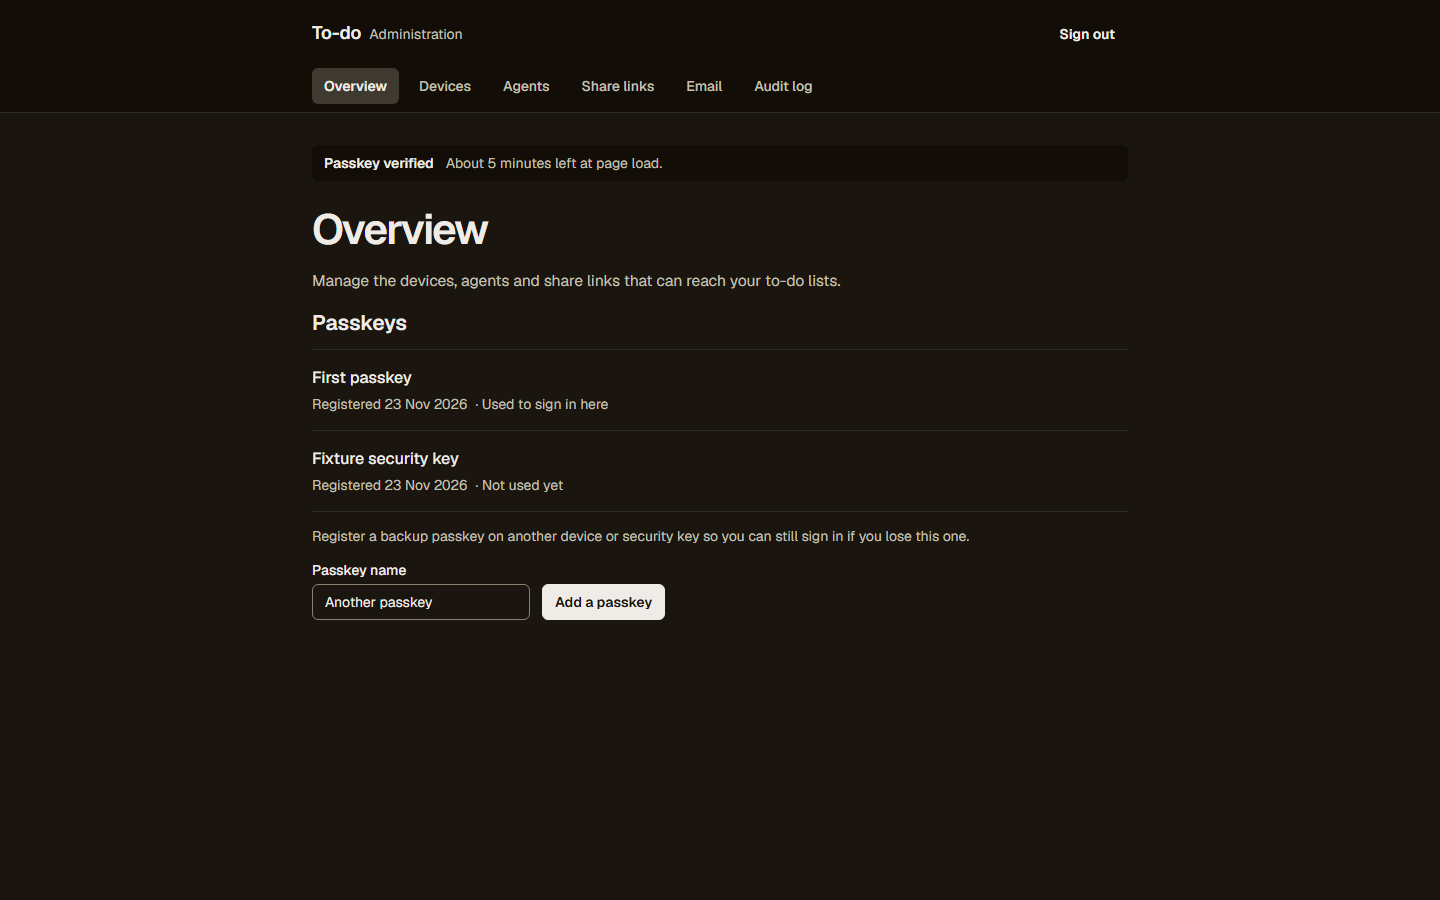 To-do Administration
Sign out
Overview Devices Agents Share links Email Audit log
Passkey verified About 5 minutes left at page load.
Overview
Manage the devices, agents and share links that can reach your to-do lists.
Passkeys
First passkey
Registered 23 Nov 2026 · Used to sign in here
Fixture security key
Registered 23 Nov 2026 · Not used yet
Register a backup passkey on another device or security key so you can still sign in if you lose this one.
Passkey name
Another passkey
Add a passkey